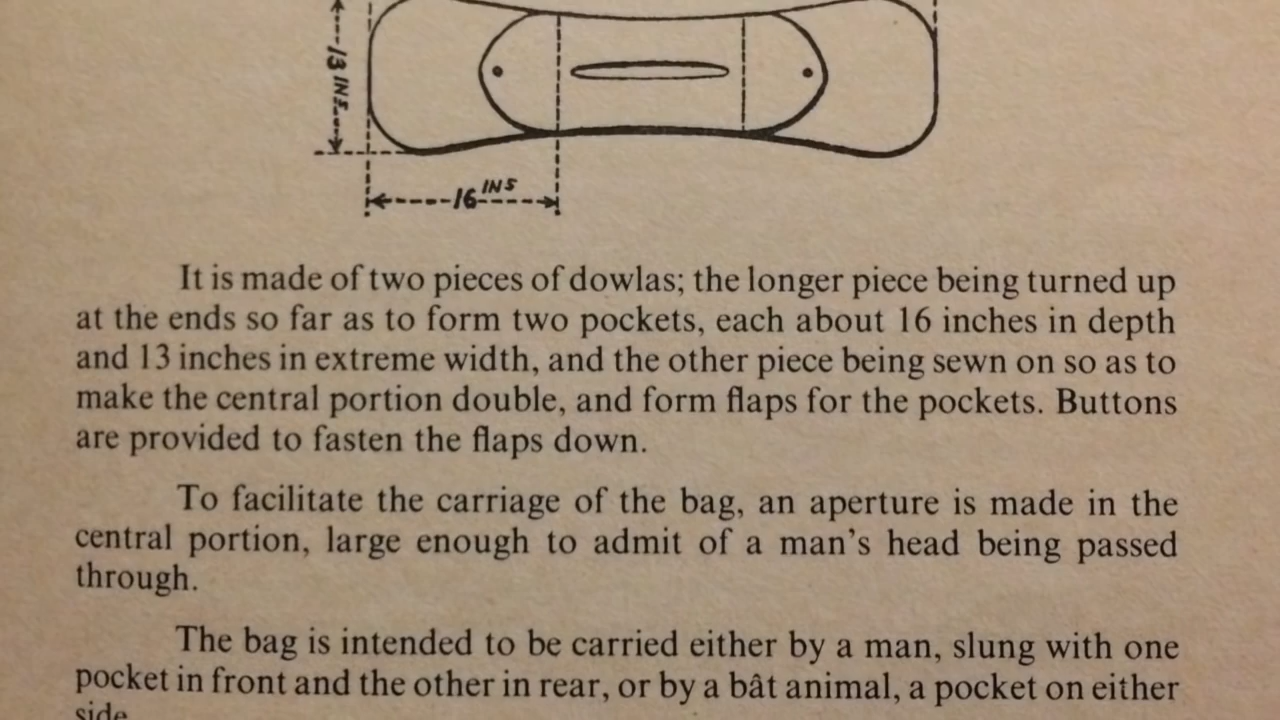 13 INS.
16 INS
It is made of two pieces of dowlas; the longer piece being turned up
at the ends so far as to form two pockets, each about 16 inches in depth
and 13 inches in extreme width, and the other piece being sewn on so as to
make the central portion double, and form flaps for the pockets. Buttons
are provided to fasten the flaps down.
To facilitate the carriage of the bag, an aperture is made in the
central portion, large enough to admit of a man's head being passed
through.
The bag is intended to be carried either by a man, slung with one
pocket in front and the other in rear, or by a bât animal, a pocket on either
side.